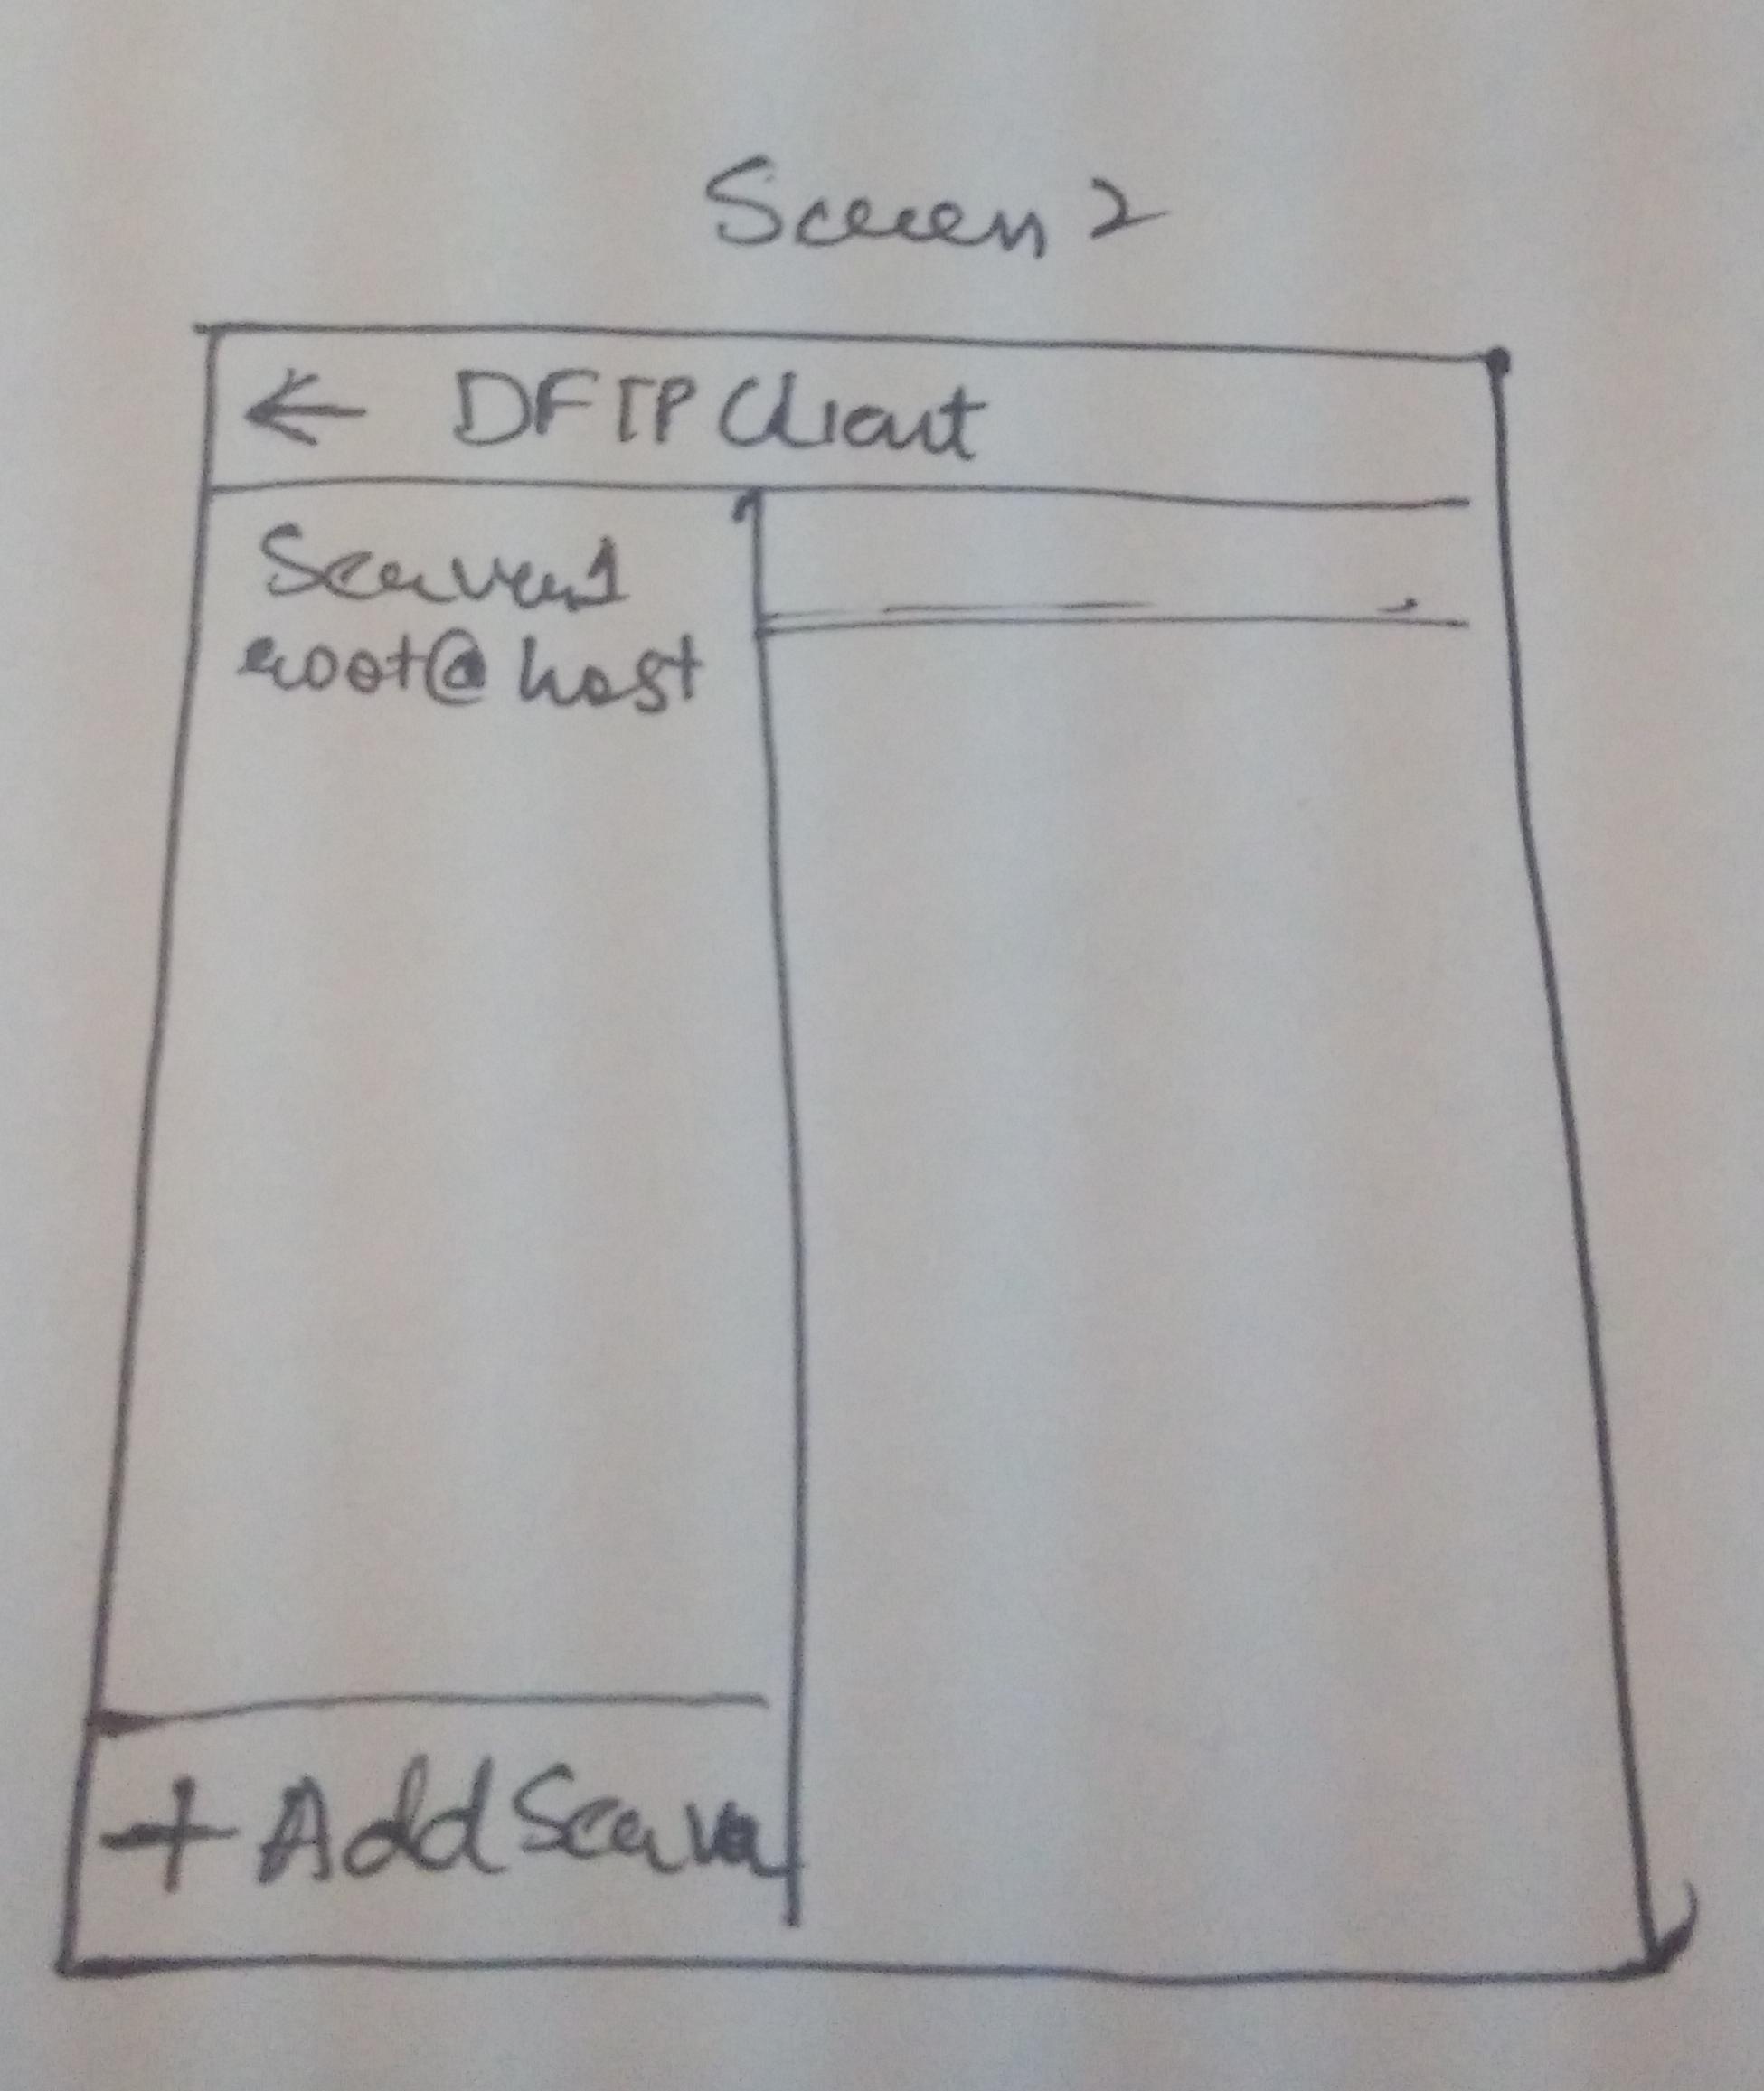 Screen 2
← DFTP Client
Server1
root@host
+ Add Server